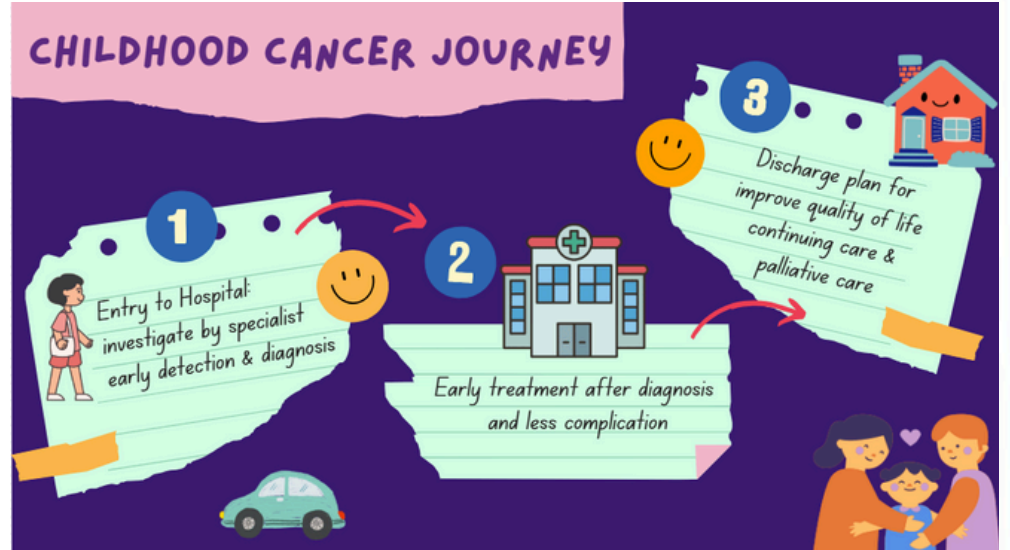 CHILDHOOD CANCER JOURNEY
1
Entry to Hospital:
investigate by specialist
early detection & diagnosis
2
Early treatment after diagnosis
and less complication
3
Discharge plan for
improve quality of life
continuing care &
palliative care